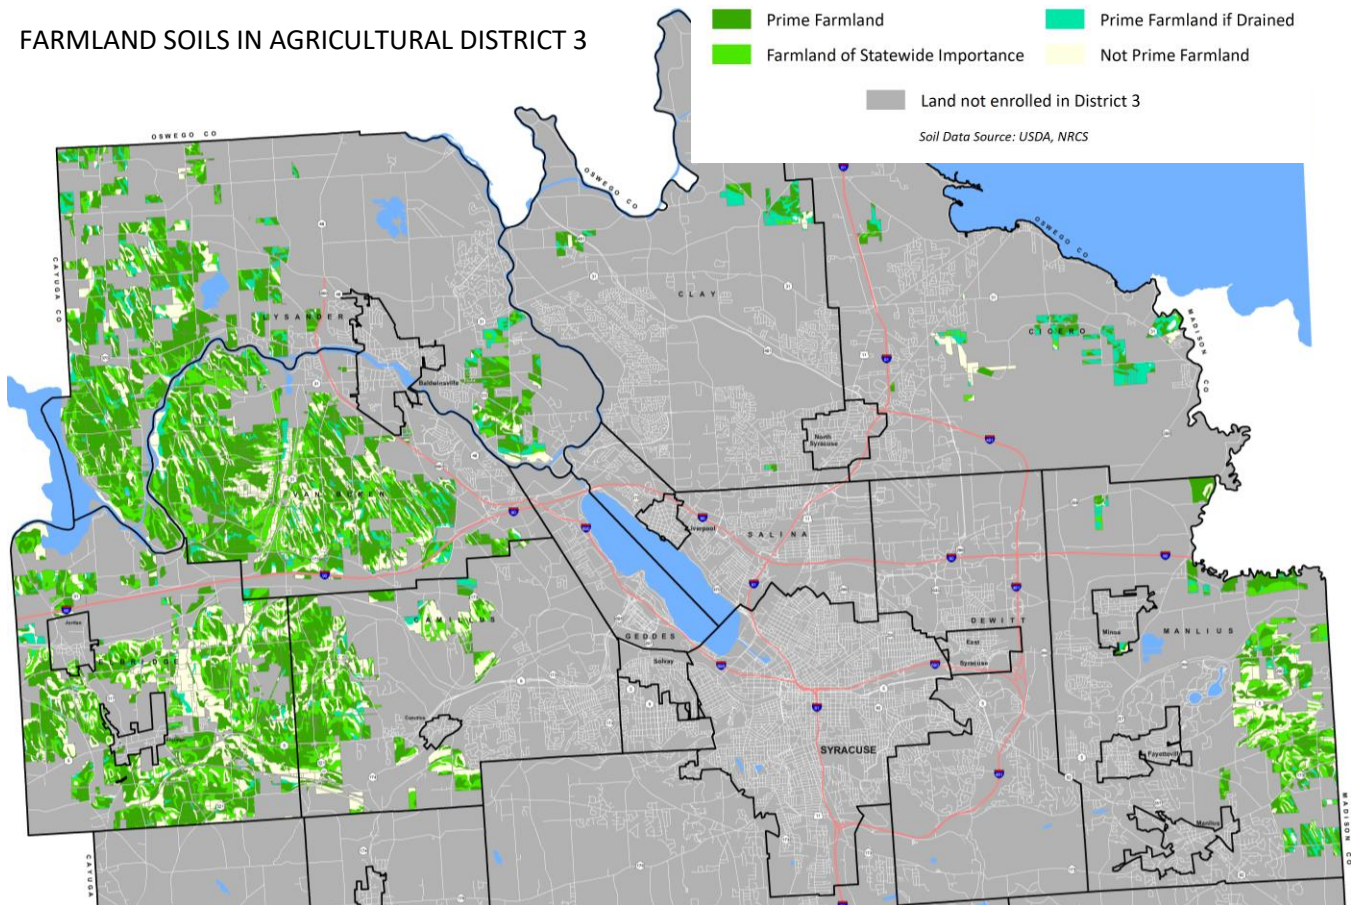 FARMLAND SOILS IN AGRICULTURAL DISTRICT 3
Prime Farmland
Prime Farmland if Drained
Farmland of Statewide Importance
Not Prime Farmland
Land not enrolled in District 3
Soil Data Source: USDA, NRCS
OSWEGO CO
OSWEGO CO
OSWEGO CO
CAYUGA CO
CLAY
LYSANDER
CICERO
MADISON CO
Baldwinsville
North
Syracuse
VAN BUREN
Liverpool
SALINA
CAMILLUS
GEDDES
DEWITT
Jordan
ELBRIDGE
Solvay
East
Syracuse
Minoa
MANLIUS
Camillus
SYRACUSE
Fayetteville
Manlius
MADISON CO
CAYUGA